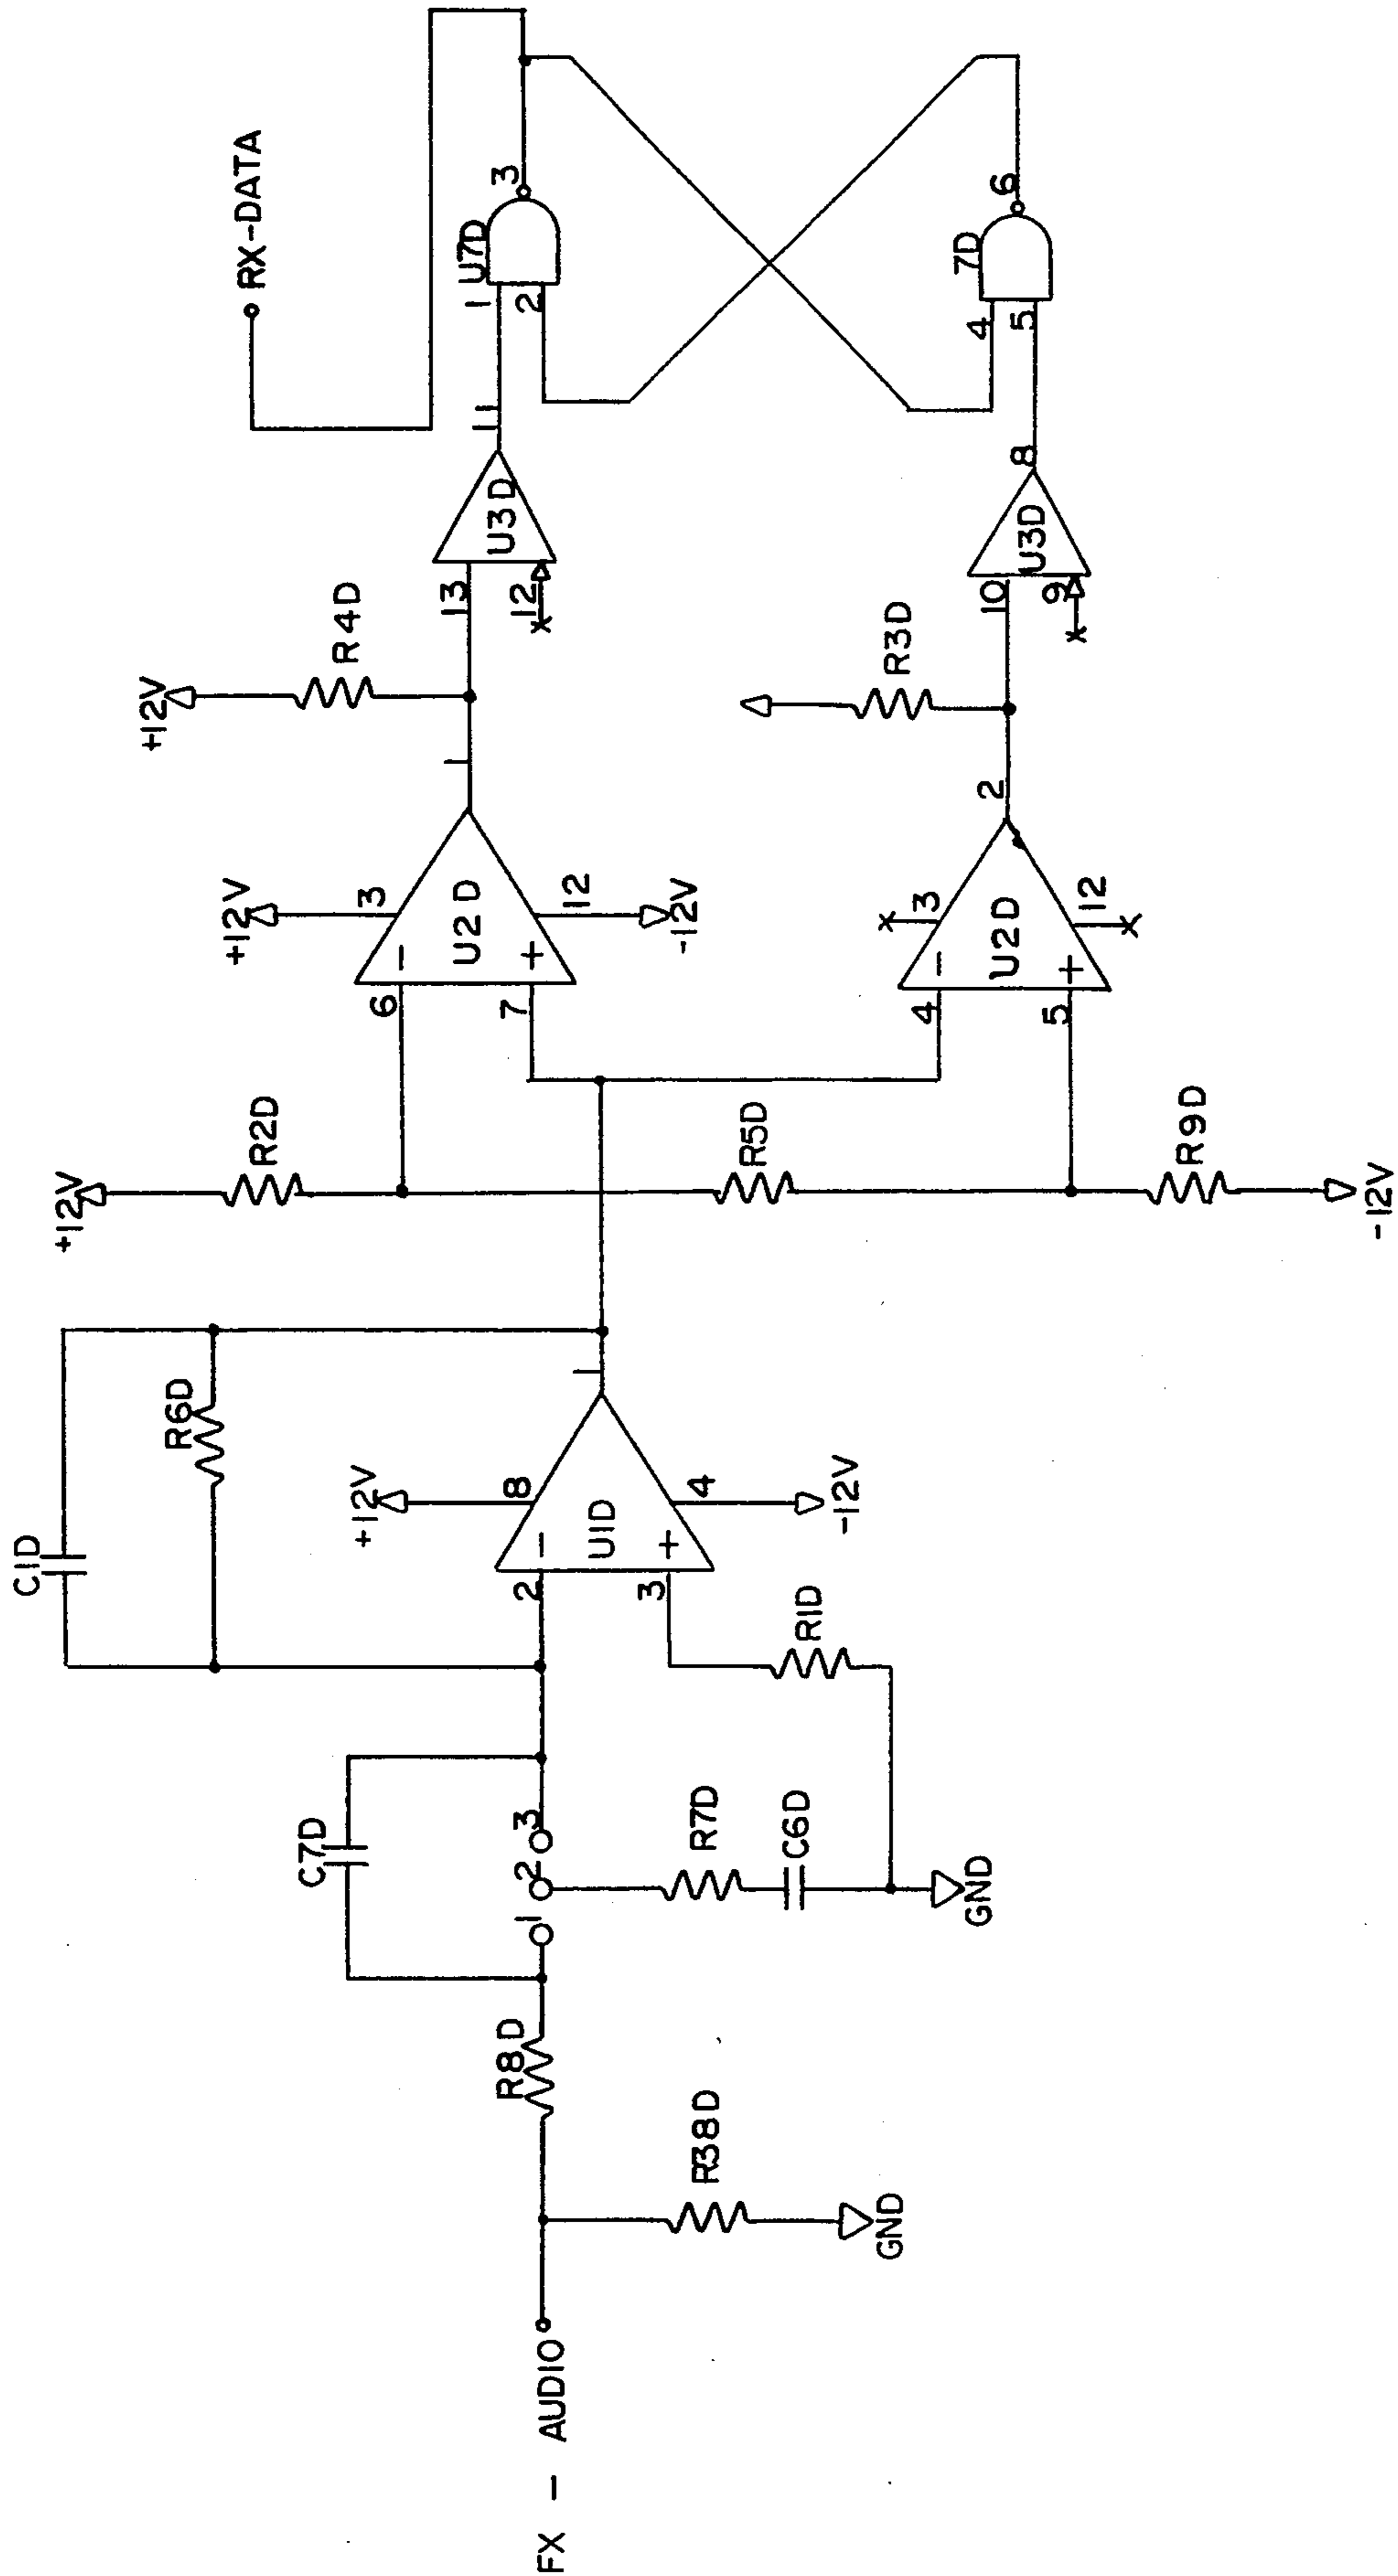 FX - AUDIO
R38D
GND
R8D
C7D
1
2
3
R7D
C6D
GND
R1D
C1D
R6D
2
3
U1D
8
+12V
4
-12V
1
+12V
R2D
R5D
R9D
-12V
6
7
U2D
3
+12V
12
-12V
1
4
5
U2D
3
12
2
+12V
R4D
R3D
13
12
U3D
11
10
9
U3D
8
1
2
U7D
3
4
5
7D
6
RX-DATA